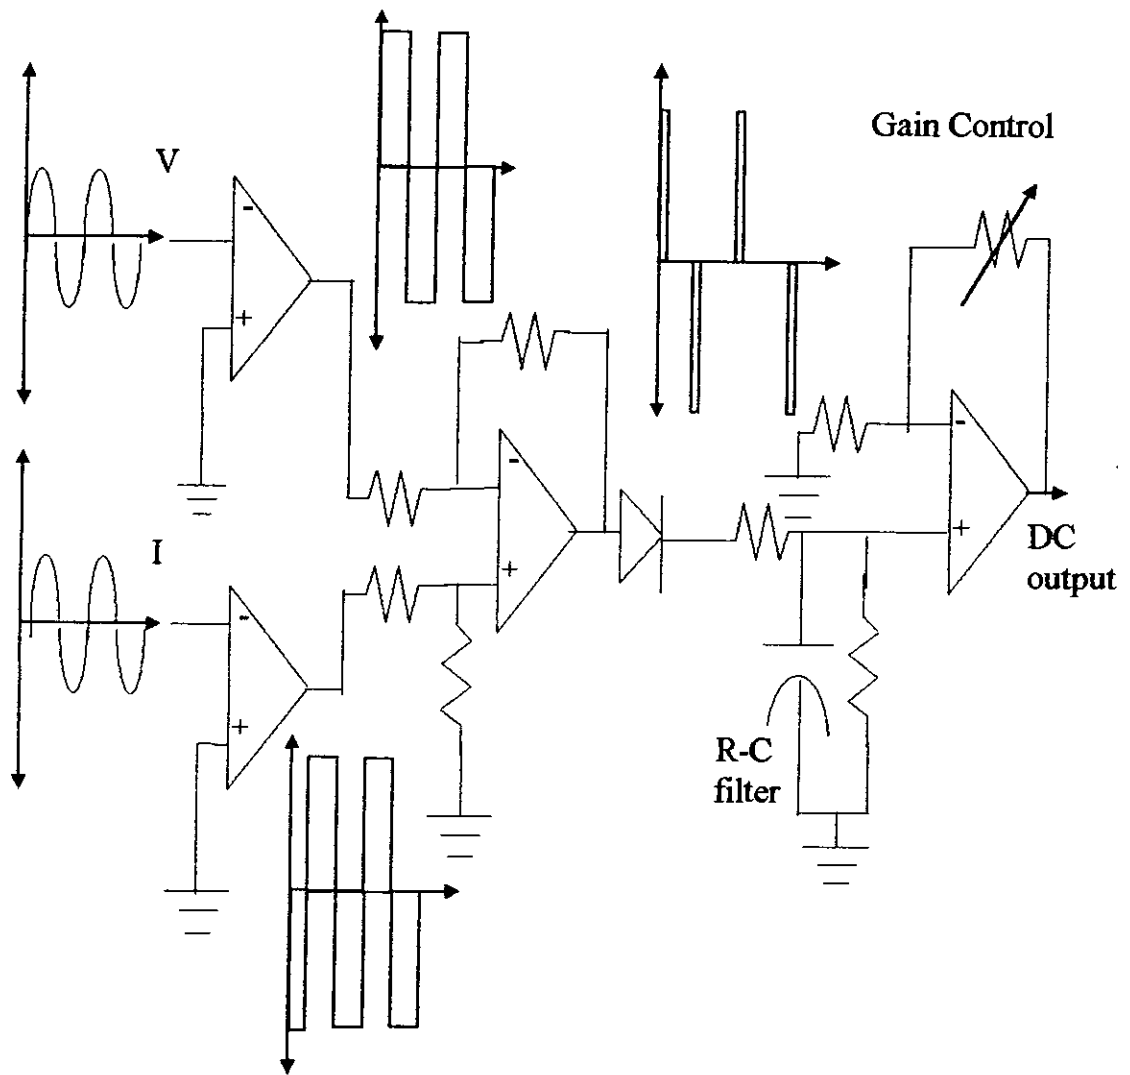 V
Gain Control
-
+
I
-
+
-
+
-
+
DC
output
R-C
filter